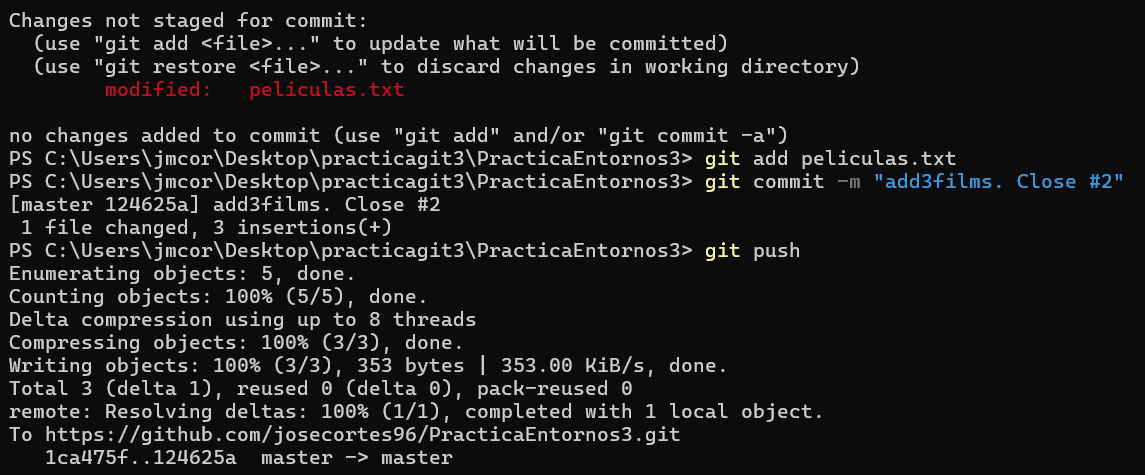 Changes not staged for commit:
  (use "git add <file>..." to update what will be committed)
  (use "git restore <file>..." to discard changes in working directory)
        modified:   peliculas.txt

no changes added to commit (use "git add" and/or "git commit -a")
PS C:\Users\jmcor\Desktop\practicagit3\PracticaEntornos3> git add peliculas.txt
PS C:\Users\jmcor\Desktop\practicagit3\PracticaEntornos3> git commit -m "add3films. Close #2"
[master 124625a] add3films. Close #2
 1 file changed, 3 insertions(+)
PS C:\Users\jmcor\Desktop\practicagit3\PracticaEntornos3> git push
Enumerating objects: 5, done.
Counting objects: 100% (5/5), done.
Delta compression using up to 8 threads
Compressing objects: 100% (3/3), done.
Writing objects: 100% (3/3), 353 bytes | 353.00 KiB/s, done.
Total 3 (delta 1), reused 0 (delta 0), pack-reused 0
remote: Resolving deltas: 100% (1/1), completed with 1 local object.
To https://github.com/josecortes96/PracticaEntornos3.git
   1ca475f..124625a  master -> master